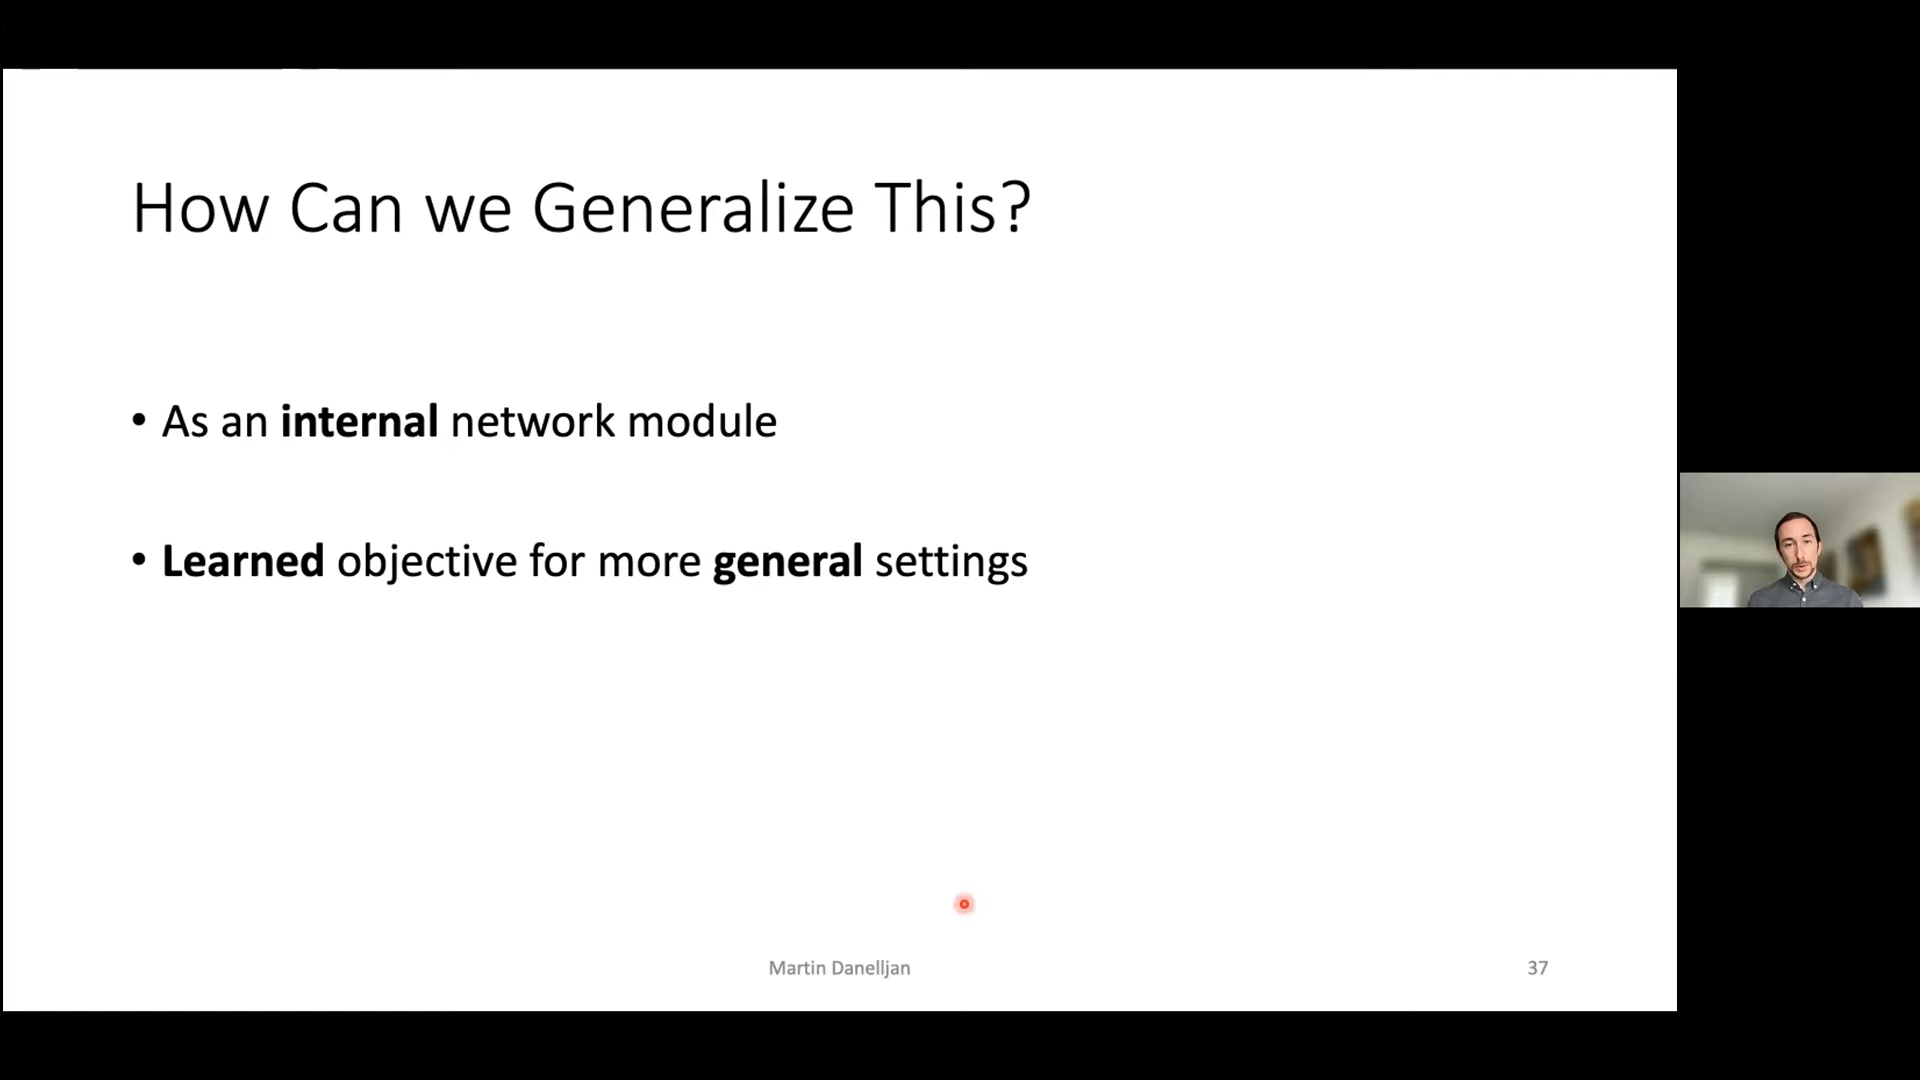 How Can we Generalize This?
• As an internal network module
• Learned objective for more general settings
Martin Danelljan
37